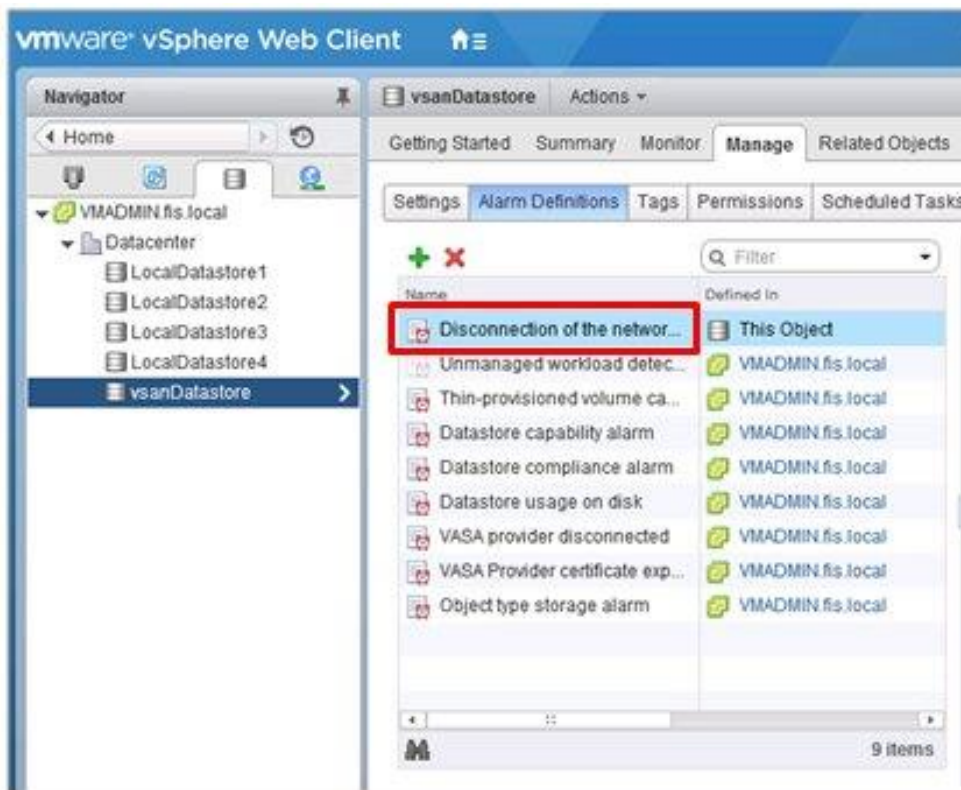 vmware® vSphere Web Client
Navigator
Home
VMADMIN.fis.local
Datacenter
LocalDatastore1
LocalDatastore2
LocalDatastore3
LocalDatastore4
vsanDatastore
vsanDatastore Actions
Getting Started Summary Monitor Manage Related Objects
Settings Alarm Definitions Tags Permissions Scheduled Tasks
Filter
Name Defined In
Disconnection of the networ... This Object
Unmanaged workload detec... VMADMIN.fis.local
Thin-provisioned volume ca... VMADMIN.fis.local
Datastore capability alarm VMADMIN.fis.local
Datastore compliance alarm VMADMIN.fis.local
Datastore usage on disk VMADMIN.fis.local
VASA provider disconnected VMADMIN.fis.local
VASA Provider certificate exp... VMADMIN.fis.local
Object type storage alarm VMADMIN.fis.local
9 items